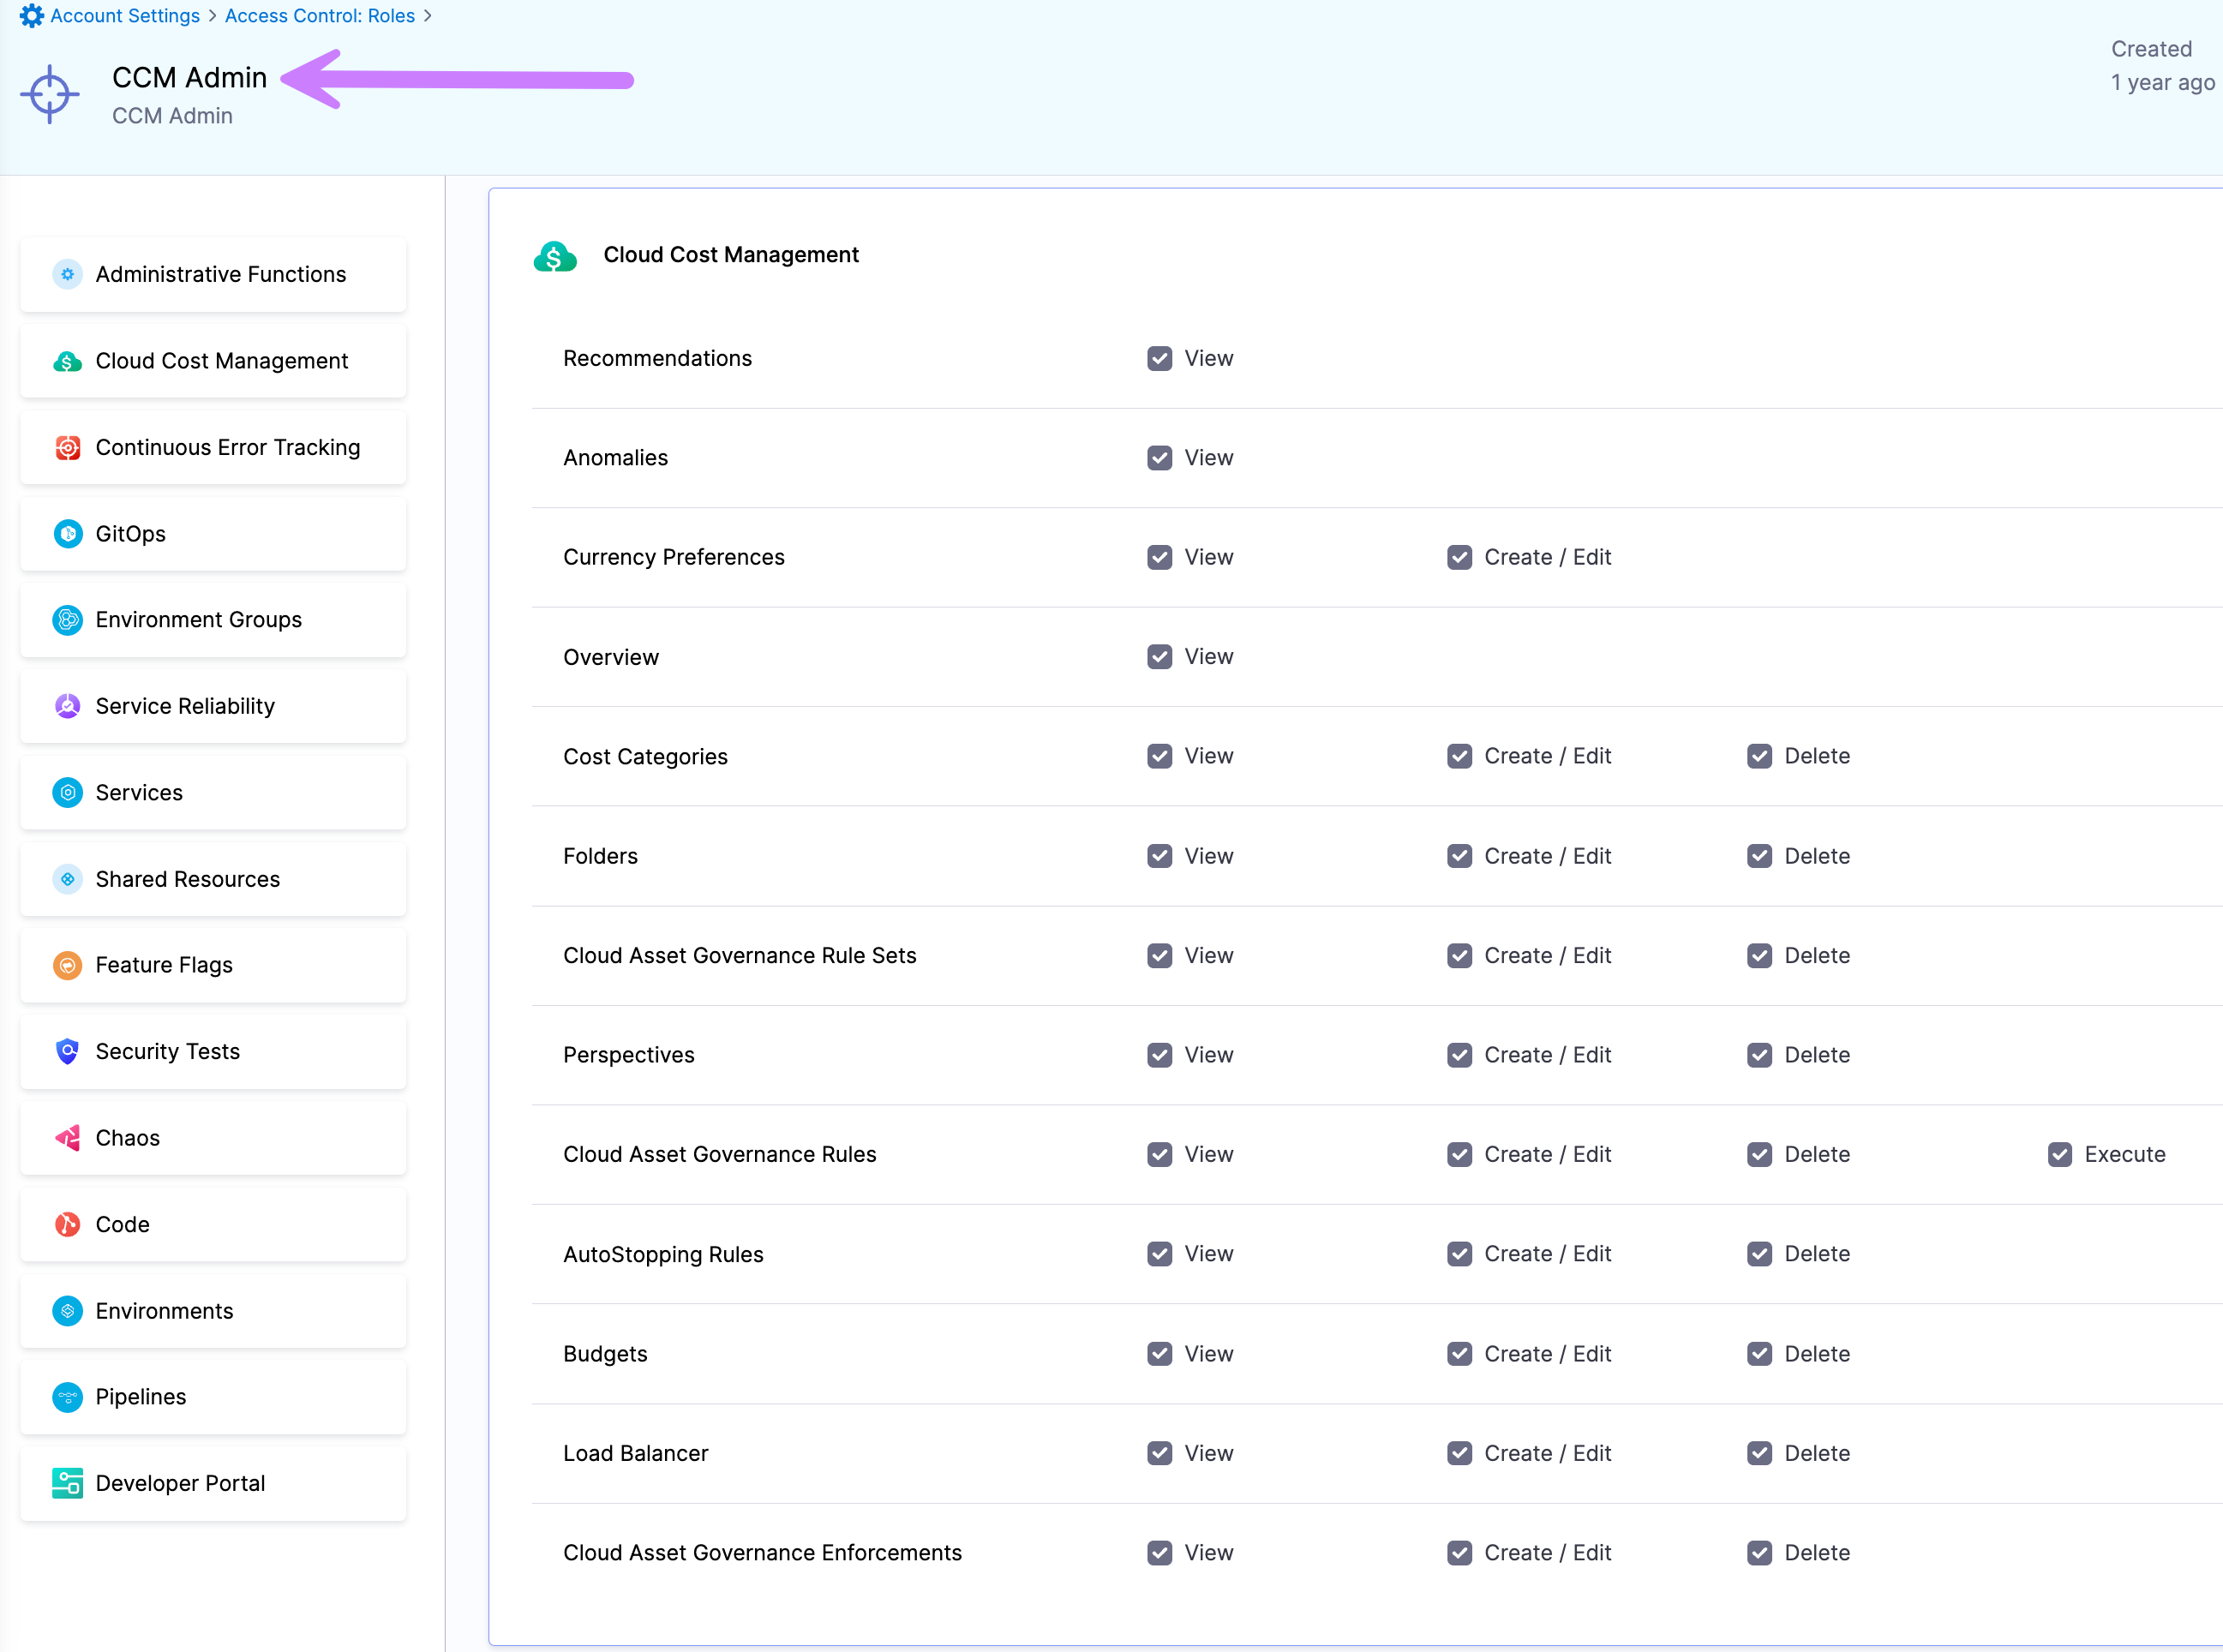 Account Settings > Access Control: Roles >
CCM Admin
CCM Admin
Created
1 year ago
Administrative Functions
Cloud Cost Management
Continuous Error Tracking
GitOps
Environment Groups
Service Reliability
Services
Shared Resources
Feature Flags
Security Tests
Chaos
Code
Environments
Pipelines
Developer Portal
Cloud Cost Management
Recommendations View
Anomalies View
Currency Preferences View Create / Edit
Overview View
Cost Categories View Create / Edit Delete
Folders View Create / Edit Delete
Cloud Asset Governance Rule Sets View Create / Edit Delete
Perspectives View Create / Edit Delete
Cloud Asset Governance Rules View Create / Edit Delete Execute
AutoStopping Rules View Create / Edit Delete
Budgets View Create / Edit Delete
Load Balancer View Create / Edit Delete
Cloud Asset Governance Enforcements View Create / Edit Delete